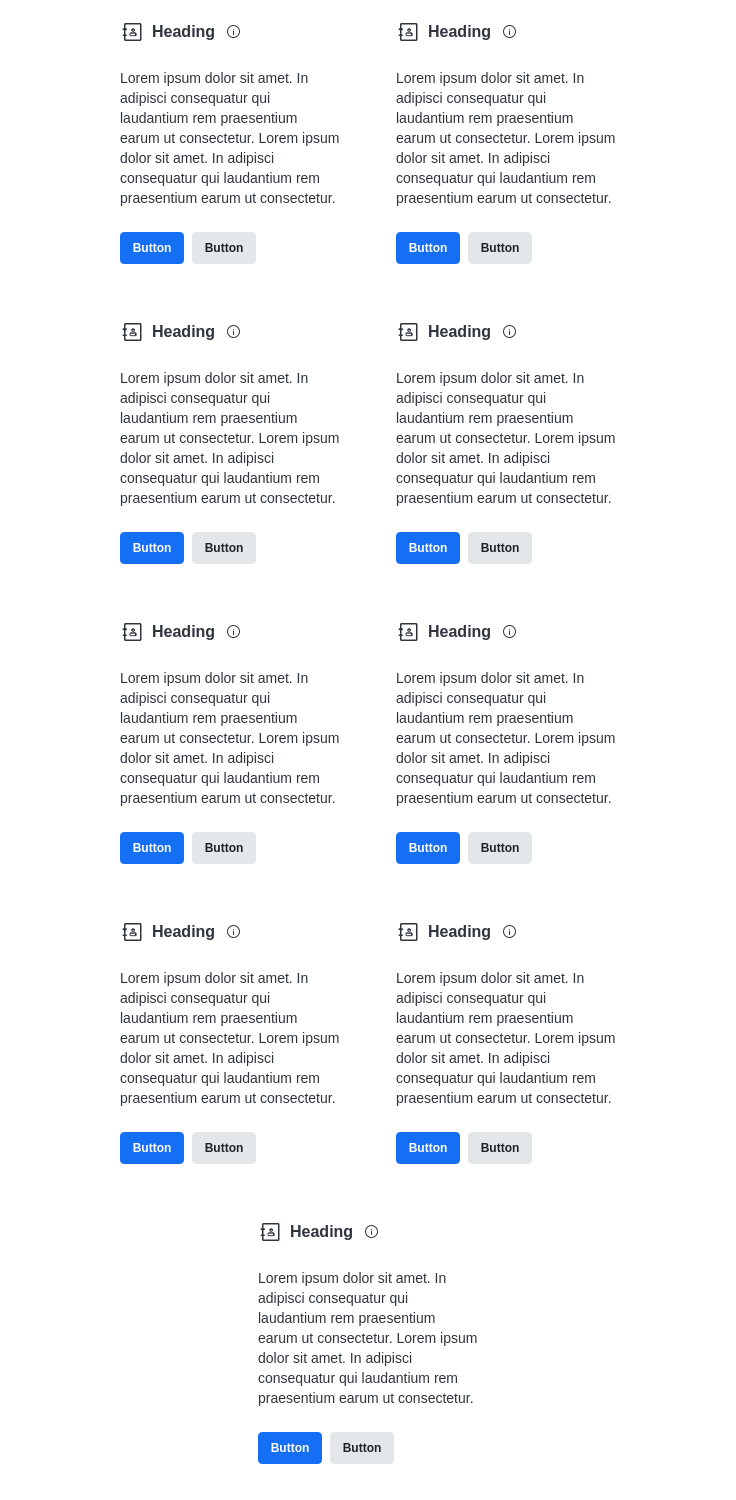 Heading
Lorem ipsum dolor sit amet. In
adipisci consequatur qui
laudantium rem praesentium
earum ut consectetur. Lorem ipsum
dolor sit amet. In adipisci
consequatur qui laudantium rem
praesentium earum ut consectetur.
Button Button
Heading
Lorem ipsum dolor sit amet. In
adipisci consequatur qui
laudantium rem praesentium
earum ut consectetur. Lorem ipsum
dolor sit amet. In adipisci
consequatur qui laudantium rem
praesentium earum ut consectetur.
Button Button
Heading
Lorem ipsum dolor sit amet. In
adipisci consequatur qui
laudantium rem praesentium
earum ut consectetur. Lorem ipsum
dolor sit amet. In adipisci
consequatur qui laudantium rem
praesentium earum ut consectetur.
Button Button
Heading
Lorem ipsum dolor sit amet. In
adipisci consequatur qui
laudantium rem praesentium
earum ut consectetur. Lorem ipsum
dolor sit amet. In adipisci
consequatur qui laudantium rem
praesentium earum ut consectetur.
Button Button
Heading
Lorem ipsum dolor sit amet. In
adipisci consequatur qui
laudantium rem praesentium
earum ut consectetur. Lorem ipsum
dolor sit amet. In adipisci
consequatur qui laudantium rem
praesentium earum ut consectetur.
Button Button
Heading
Lorem ipsum dolor sit amet. In
adipisci consequatur qui
laudantium rem praesentium
earum ut consectetur. Lorem ipsum
dolor sit amet. In adipisci
consequatur qui laudantium rem
praesentium earum ut consectetur.
Button Button
Heading
Lorem ipsum dolor sit amet. In
adipisci consequatur qui
laudantium rem praesentium
earum ut consectetur. Lorem ipsum
dolor sit amet. In adipisci
consequatur qui laudantium rem
praesentium earum ut consectetur.
Button Button
Heading
Lorem ipsum dolor sit amet. In
adipisci consequatur qui
laudantium rem praesentium
earum ut consectetur. Lorem ipsum
dolor sit amet. In adipisci
consequatur qui laudantium rem
praesentium earum ut consectetur.
Button Button
Heading
Lorem ipsum dolor sit amet. In
adipisci consequatur qui
laudantium rem praesentium
earum ut consectetur. Lorem ipsum
dolor sit amet. In adipisci
consequatur qui laudantium rem
praesentium earum ut consectetur.
Button Button